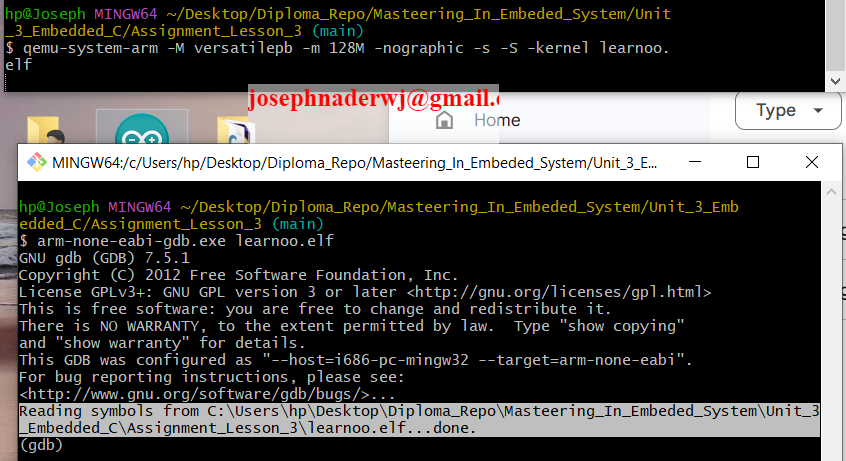 hp@Joseph MINGW64 ~/Desktop/Diploma_Repo/Masteering_In_Embeded_System/Unit
_3_Embedded_C/Assignment_Lesson_3 (main)
$ qemu-system-arm -M versatilepb -m 128M -nographic -s -S -kernel learnoo.
elf
josephnaderwj@gmail.c
Type
Home
MINGW64:/c/Users/hp/Desktop/Diploma_Repo/Masteering_In_Embeded_System/Unit_3_E...
hp@Joseph MINGW64 ~/Desktop/Diploma_Repo/Masteering_In_Embeded_System/Unit_3_Emb
edded_C/Assignment_Lesson_3 (main)
$ arm-none-eabi-gdb.exe learnoo.elf
GNU gdb (GDB) 7.5.1
Copyright (C) 2012 Free Software Foundation, Inc.
License GPLv3+: GNU GPL version 3 or later <http://gnu.org/licenses/gpl.html>
This is free software: you are free to change and redistribute it.
There is NO WARRANTY, to the extent permitted by law.  Type "show copying"
and "show warranty" for details.
This GDB was configured as "--host=i686-pc-mingw32 --target=arm-none-eabi".
For bug reporting instructions, please see:
<http://www.gnu.org/software/gdb/bugs/>...
Reading symbols from C:\Users\hp\Desktop\Diploma_Repo\Masteering_In_Embeded_System\Unit_3
_Embedded_C\Assignment_Lesson_3\learnoo.elf...done.
(gdb)